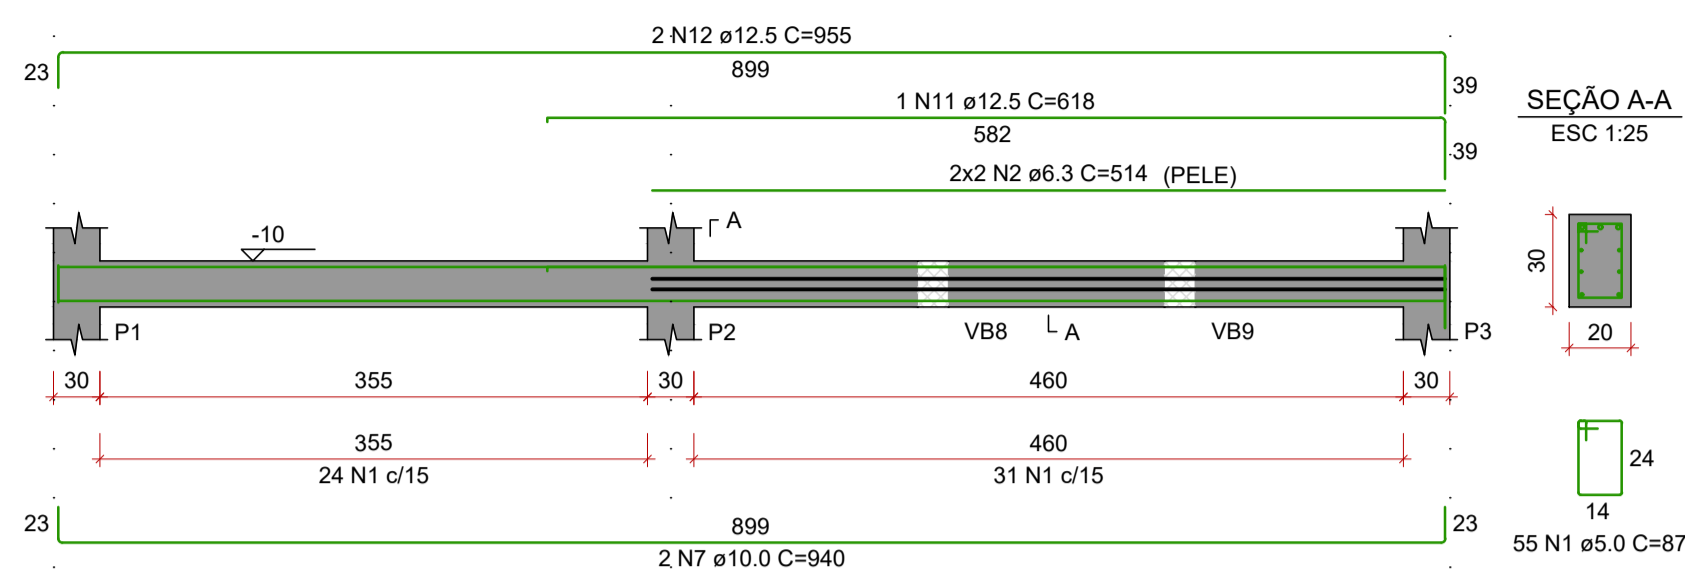 2 N12 ø12.5 C=955
23
899
39
1 N11 ø12.5 C=618
582
39
2x2 N2 ø6.3 C=514 (PELE)
SEÇÃO A-A
ESC 1:25
A
-10
30
20
P1
P2
VB8
A
VB9
P3
30
355
30
460
30
355
460
24 N1 c/15
31 N1 c/15
24
14
55 N1 ø5.0 C=87
23
899
23
2 N7 ø10.0 C=940